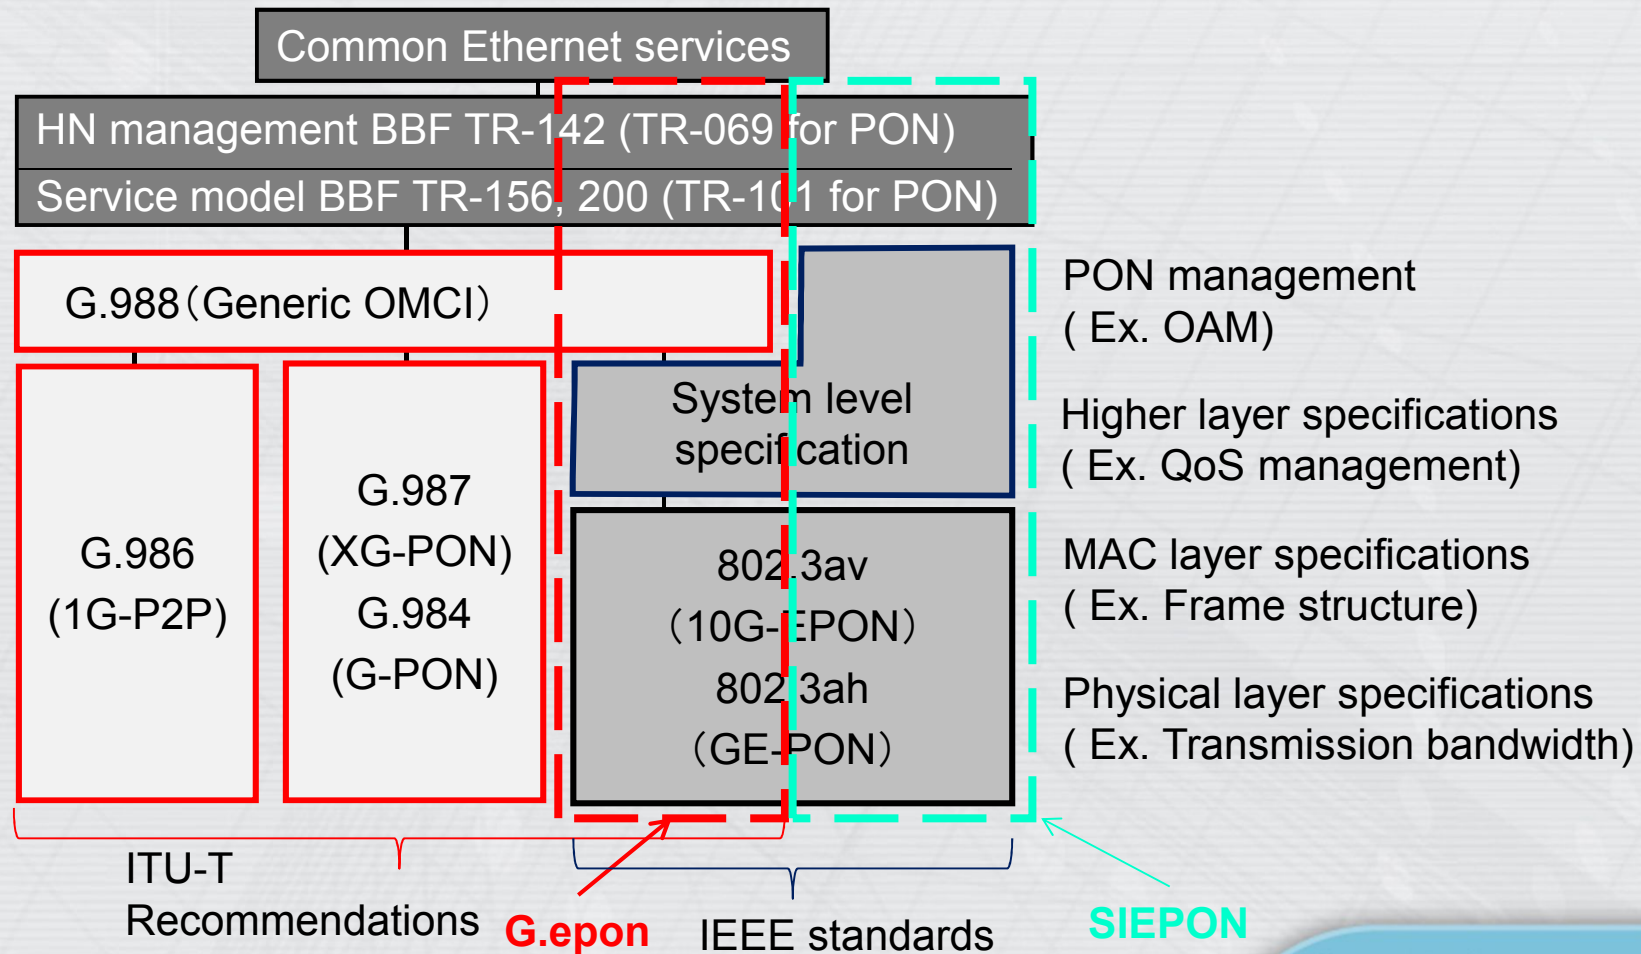 Common Ethernet services
HN management BBF TR-142 (TR-069 for PON)
Service model BBF TR-156, 200 (TR-101 for PON)
G.988（Generic OMCI）
G.986
(1G-P2P)
G.987
(XG-PON)
G.984
(G-PON)
System level
specification
802.3av
（10G-EPON）
802.3ah
（GE-PON）
PON management
( Ex. OAM)
Higher layer specifications
( Ex. QoS management)
MAC layer specifications
( Ex. Frame structure)
Physical layer specifications
( Ex. Transmission bandwidth)
ITU-T
Recommendations
G.epon
IEEE standards
SIEPON